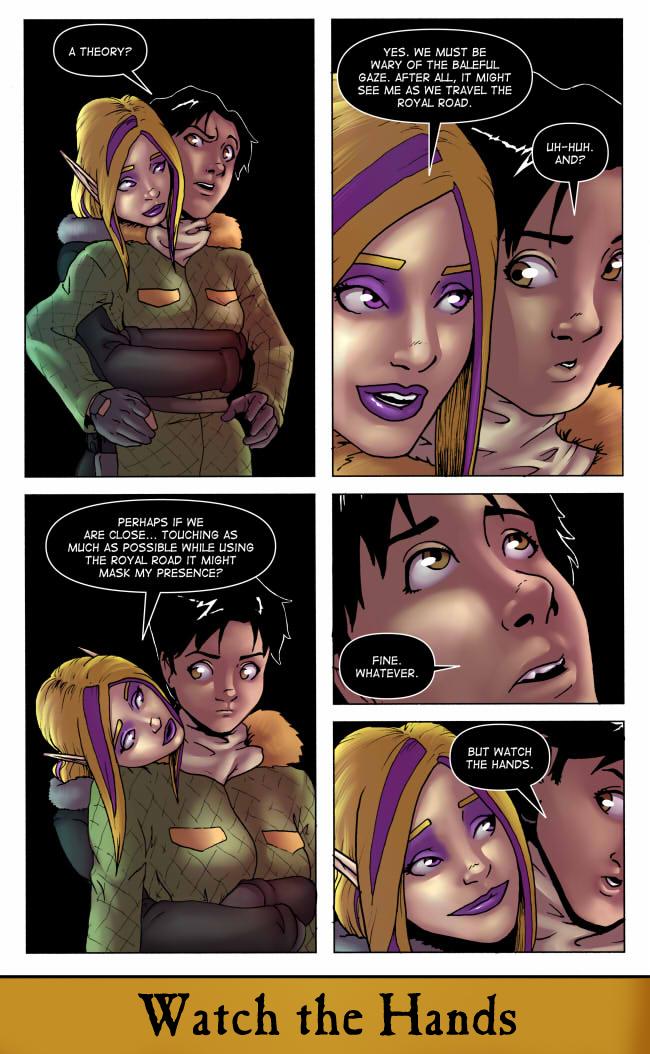 A THEORY?
YES. WE MUST BE
WARY OF THE BALEFUL
GAZE. AFTER ALL, IT MIGHT
SEE ME AS WE TRAVEL THE
ROYAL ROAD.
UH-HUH.
AND?
PERHAPS IF WE
ARE CLOSE... TOUCHING AS
MUCH AS POSSIBLE WHILE USING
THE ROYAL ROAD IT MIGHT
MASK MY PRESENCE?
FINE.
WHATEVER.
BUT WATCH
THE HANDS.
Watch the Hands